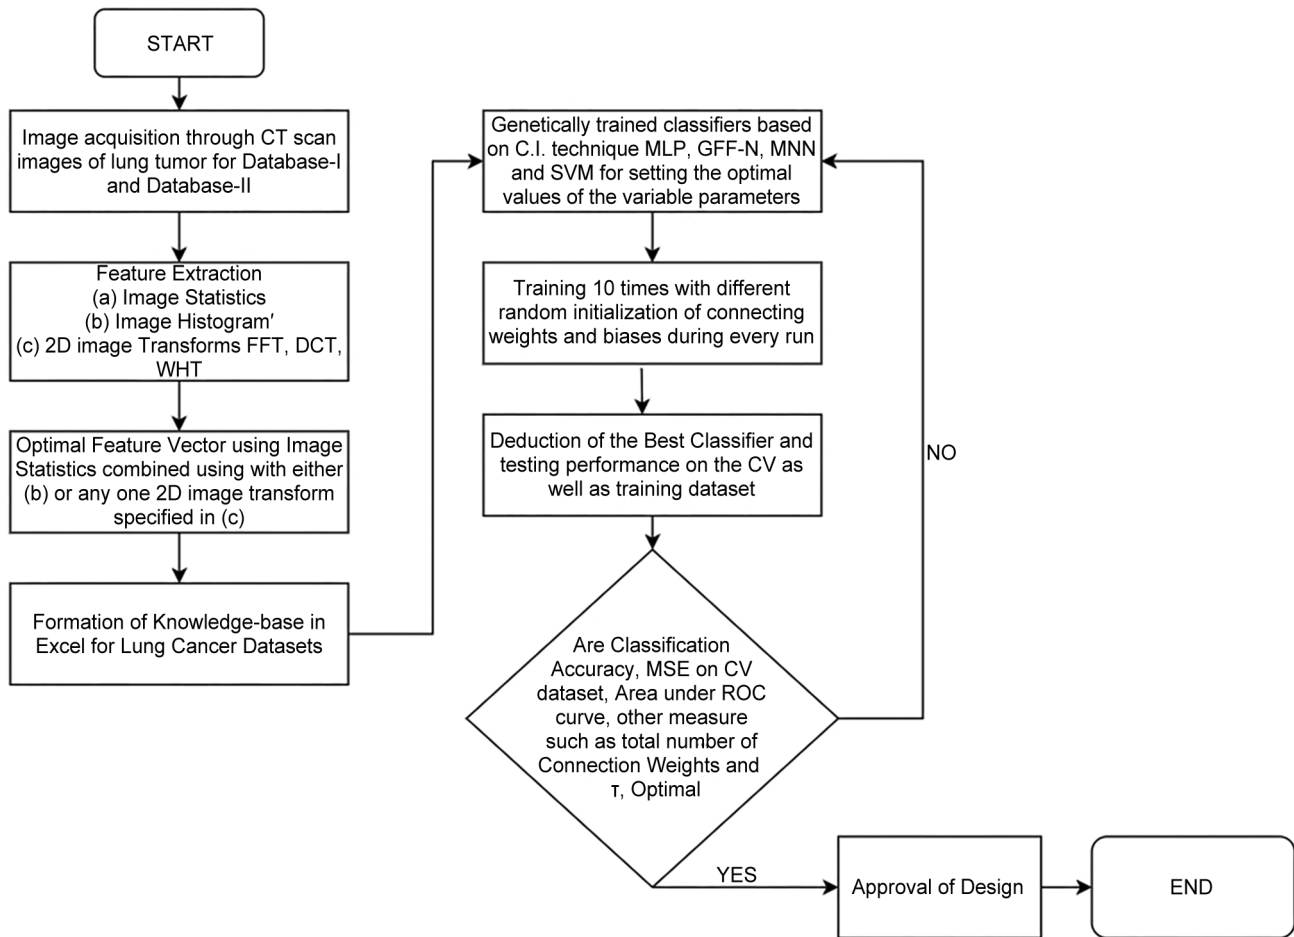 START
Image acquisition through CT scan
images of lung tumor for Database-I
and Database-II
Feature Extraction
(a) Image Statistics
(b) Image Histogram′
(c) 2D image Transforms FFT, DCT,
WHT
Optimal Feature Vector using Image
Statistics combined using with either
(b) or any one 2D image transform
specified in (c)
Formation of Knowledge-base in
Excel for Lung Cancer Datasets
Genetically trained classifiers based
on C.I. technique MLP, GFF-N, MNN
and SVM for setting the optimal
values of the variable parameters
Training 10 times with different
random initialization of connecting
weights and biases during every run
Deduction of the Best Classifier and
testing performance on the CV as
well as training dataset
Are Classification
Accuracy, MSE on CV
dataset, Area under ROC
curve, other measure
such as total number of
Connection Weights and
τ, Optimal
NO
YES
Approval of Design
END